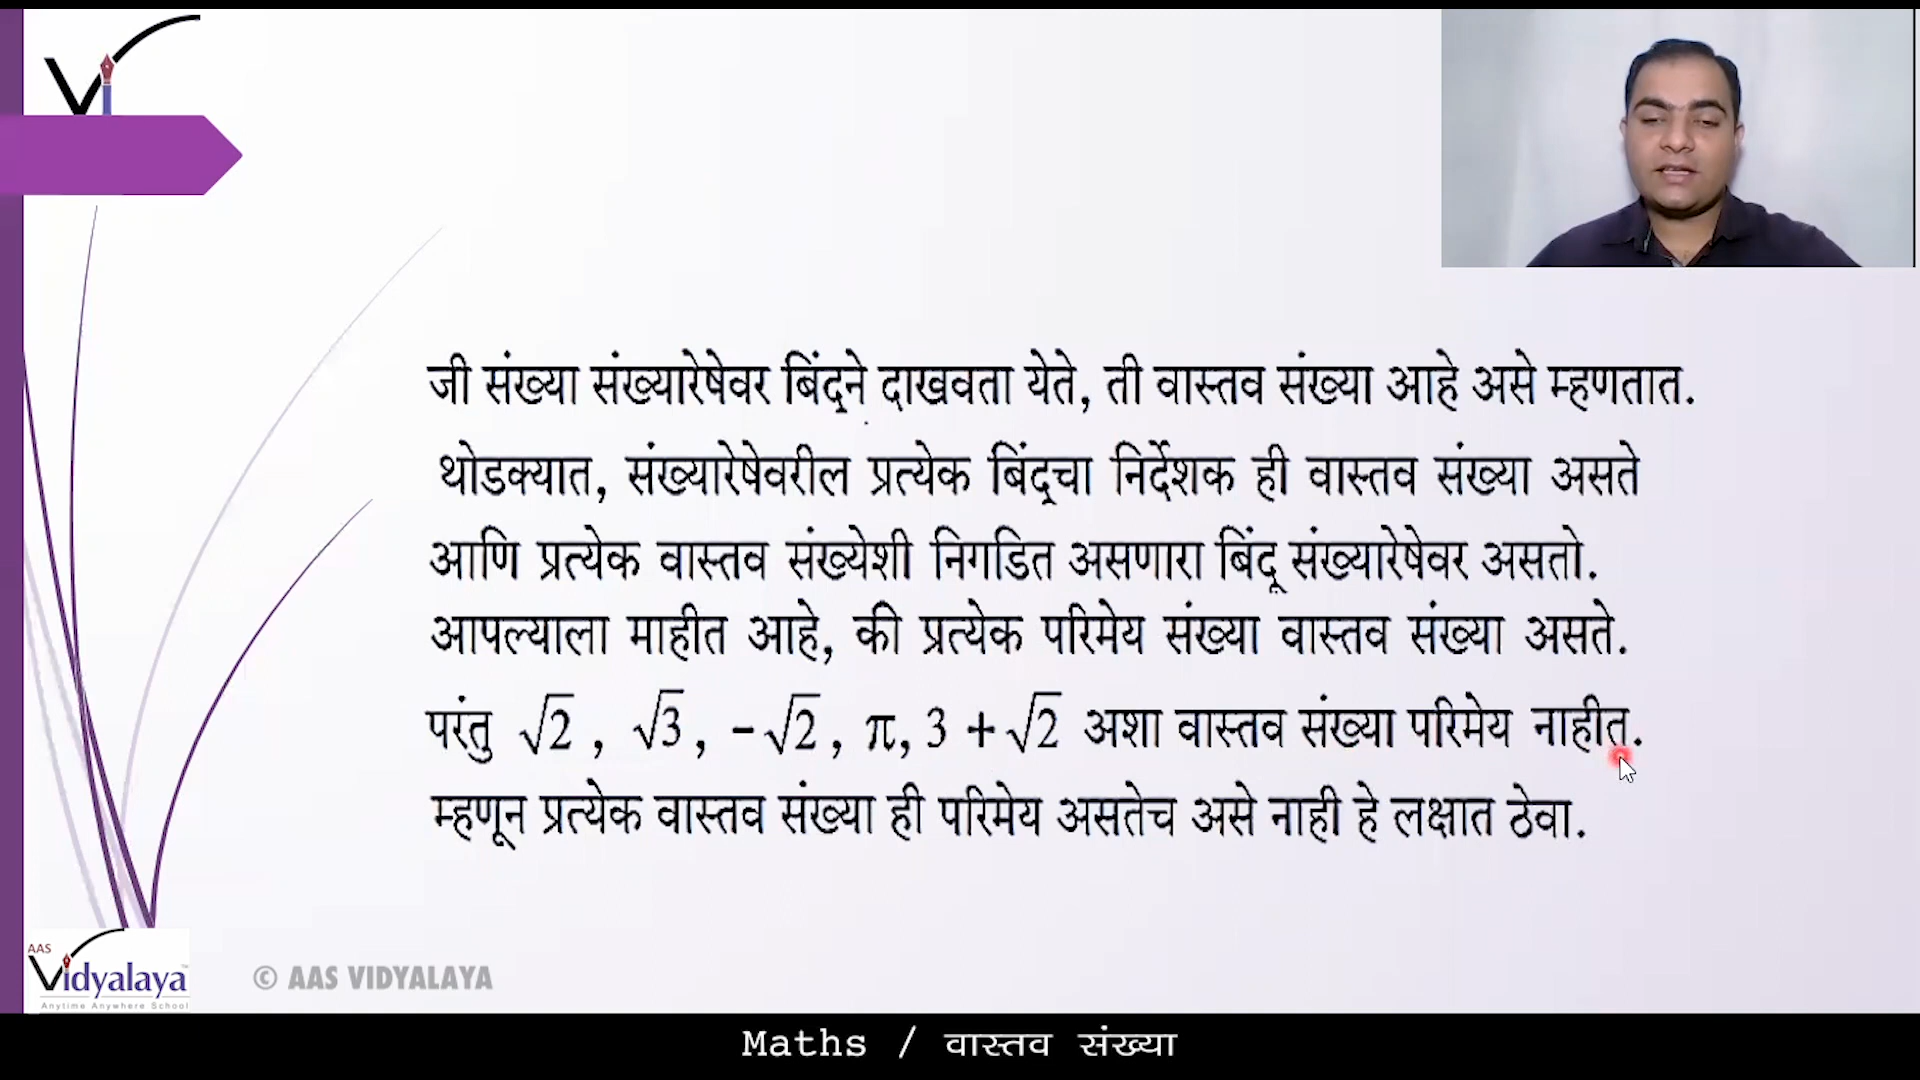 Vi
जी संख्या संख्यारेषेवर बिंदूने दाखवता येते, ती वास्तव संख्या आहे असे म्हणतात.
थोडक्यात, संख्यारेषेवरील प्रत्येक बिंदूचा निर्देशक ही वास्तव संख्या असते
आणि प्रत्येक वास्तव संख्येशी निगडित असणारा बिंदू संख्यारेषेवर असतो.
आपल्याला माहीत आहे, की प्रत्येक परिमेय संख्या वास्तव संख्या असते.
परंतु √2 , √3 , −√2 , π, 3 + √2 अशा वास्तव संख्या परिमेय नाहीत.
म्हणून प्रत्येक वास्तव संख्या ही परिमेय असतेच असे नाही हे लक्षात ठेवा.
AAS
Vidyalaya
Anytime Anywhere School
© AAS VIDYALAYA
Maths / वास्तव संख्या